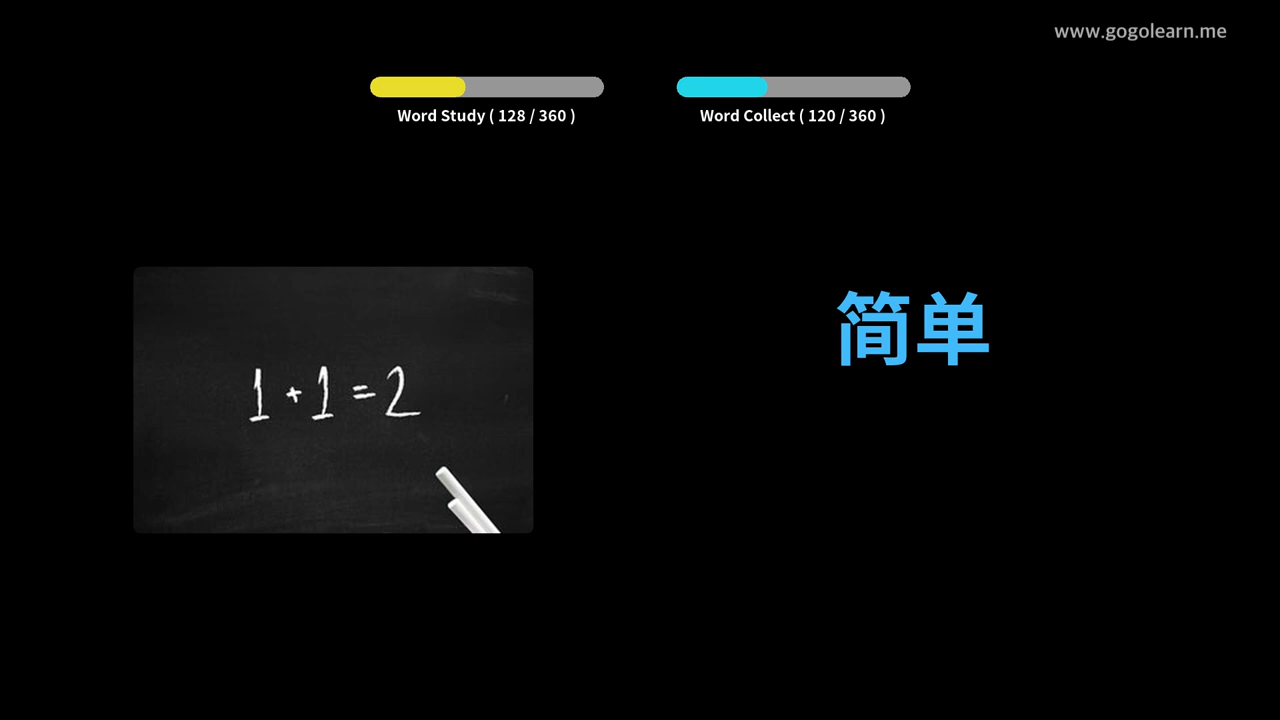 www.gogolearn.me
Word Study ( 128 / 360 )
Word Collect ( 120 / 360 )
简单
1 + 1 = 2